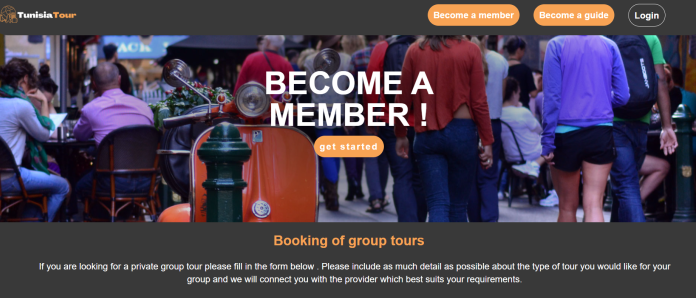 TunisiaTour
Become a member
Become a guide
Login
BECOME A
MEMBER !
get started
Booking of group tours
If you are looking for a private group tour please fill in the form below . Please include as much detail as possible about the type of tour you would like for your
group and we will connect you with the provider which best suits your requirements.